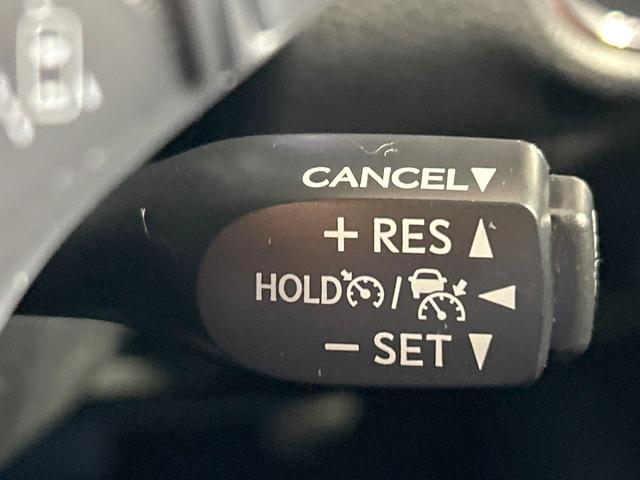 CANCEL▼
+ RES ▲
HOLD / ◀
− SET ▼